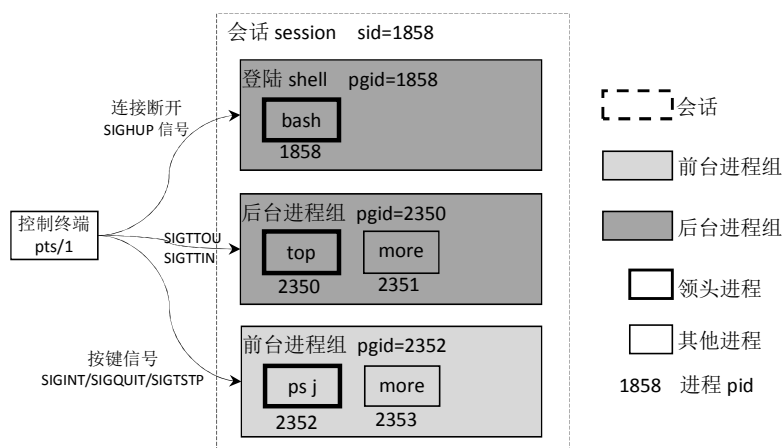 会话 session sid=1858
登陆 shell pgid=1858
bash
1858
连接断开
SIGHUP 信号
控制终端
pts/1
后台进程组 pgid=2350
SIGTTOU
SIGTTIN
top
more
2350
2351
按键信号
SIGINT/SIGQUIT/SIGTSTP
前台进程组 pgid=2352
ps j
more
2352
2353
会话
前台进程组
后台进程组
领头进程
其他进程
1858 进程 pid